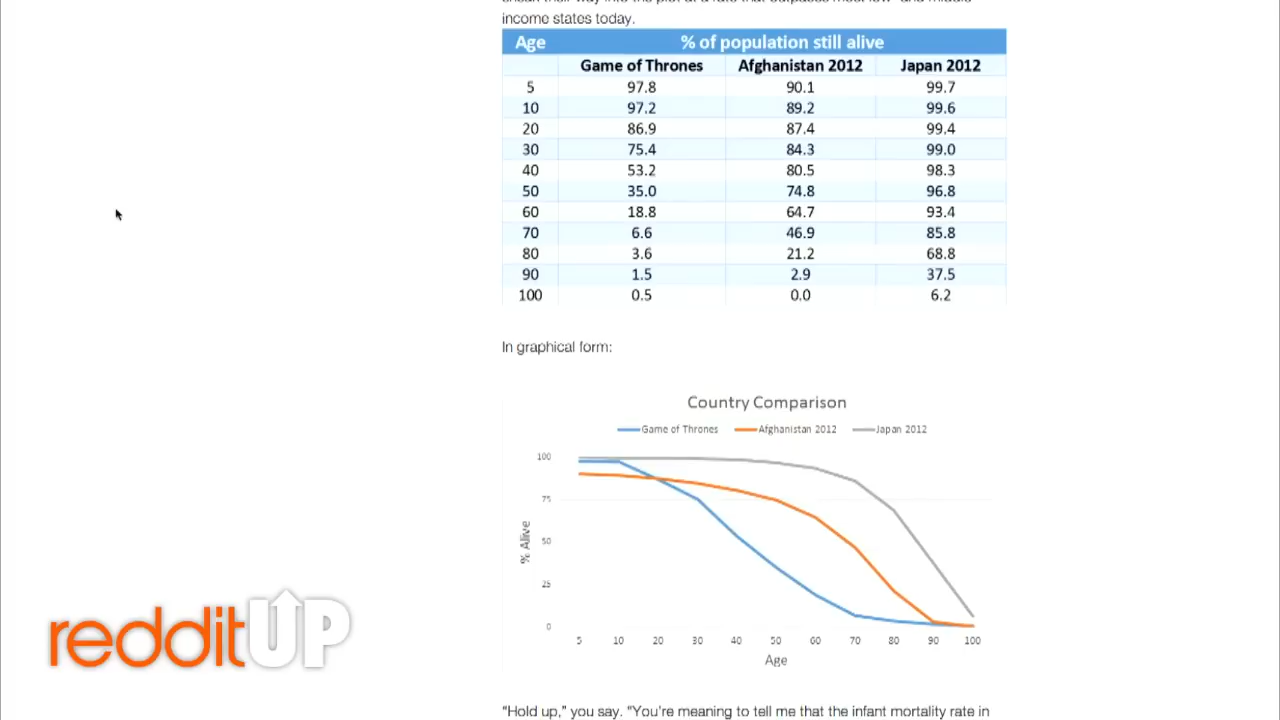 income states today.
Age % of population still alive
Game of Thrones Afghanistan 2012 Japan 2012
5 97.8 90.1 99.7
10 97.2 89.2 99.6
20 86.9 87.4 99.4
30 75.4 84.3 99.0
40 53.2 80.5 98.3
50 35.0 74.8 96.8
60 18.8 64.7 93.4
70 6.6 46.9 85.8
80 3.6 21.2 68.8
90 1.5 2.9 37.5
100 0.5 0.0 6.2
In graphical form:
Country Comparison
Game of Thrones Afghanistan 2012 Japan 2012
100
75
50
25
0
% Alive
5 10 20 30 40 50 60 70 80 90 100
Age
redditUP
“Hold up,” you say. “You’re meaning to tell me that the infant mortality rate in